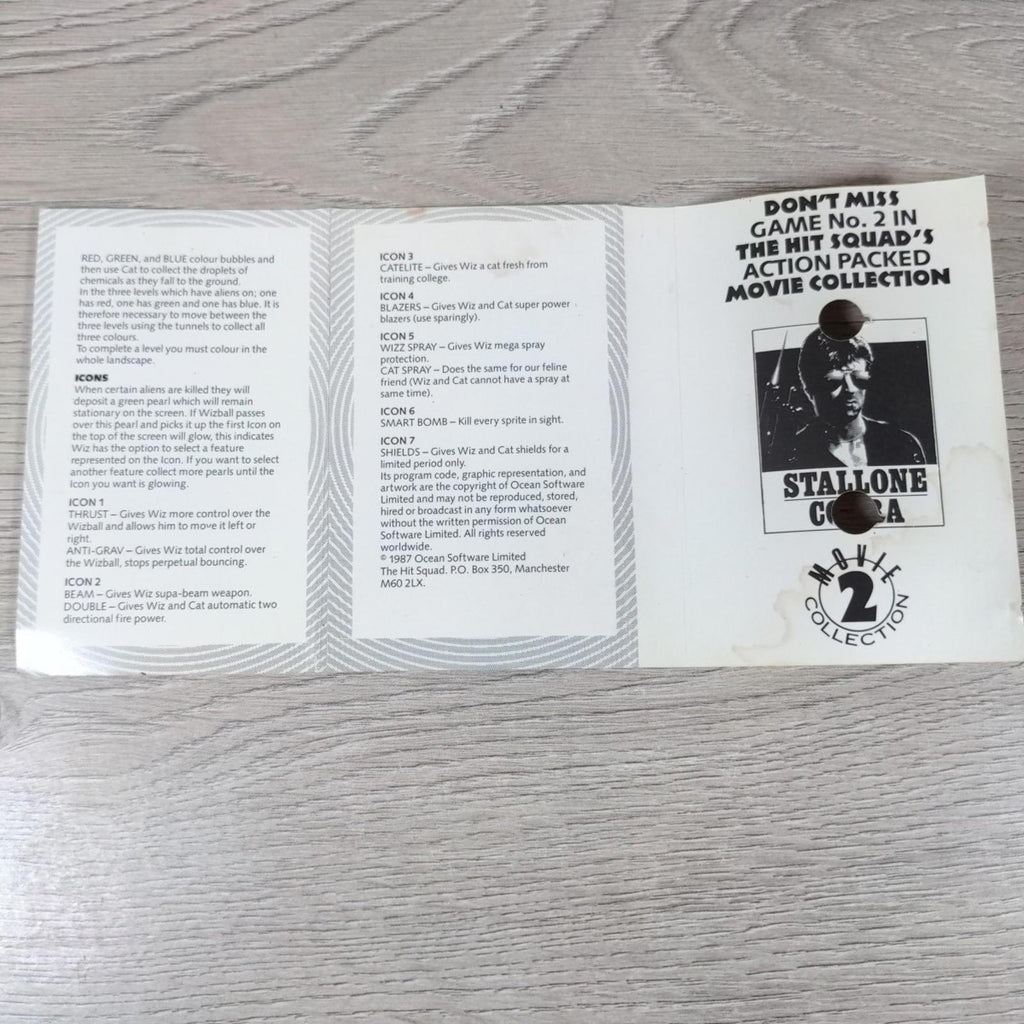 RED, GREEN, and BLUE colour bubbles and
then use Cat to collect the droplets of
chemicals as they fall to the ground.
In the three levels which have aliens on; one
has red, one has green and one has blue. It is
therefore necessary to move between the
three levels using the tunnels to collect all
three colours.
To complete a level you must colour in the
whole landscape.
ICONS
When certain aliens are killed they will
deposit a green pearl which will remain
stationary on the screen. If Wizball passes
over this pearl and picks it up the first Icon on
the top of the screen will glow, this indicates
Wiz has the option to select a feature
represented on the Icon. If you want to select
another feature collect more pearls until the
Icon you want is glowing.
ICON 1
THRUST – Gives Wiz more control over the
Wizball and allows him to move it left or
right.
ANTI-GRAV – Gives Wiz total control over
the Wizball, stops perpetual bouncing.
ICON 2
BEAM – Gives Wiz supa-beam weapon.
DOUBLE – Gives Wiz and Cat automatic two
directional fire power.
ICON 3
CATELITE – Gives Wiz a cat fresh from
training college.
ICON 4
BLAZERS – Gives Wiz and Cat super power
blazers (use sparingly).
ICON 5
WIZZ SPRAY – Gives Wiz mega spray
protection.
CAT SPRAY – Does the same for our feline
friend (Wiz and Cat cannot have a spray at
same time).
ICON 6
SMART BOMB – Kill every sprite in sight.
ICON 7
SHIELDS – Gives Wiz and Cat shields for a
limited period only.
Its program code, graphic representation, and
artwork are the copyright of Ocean Software
Limited and may not be reproduced, stored,
hired or broadcast in any form whatsoever
without the written permission of Ocean
Software Limited. All rights reserved
worldwide.
© 1987 Ocean Software Limited
The Hit Squad. P.O. Box 350, Manchester
M60 2LX.
DON'T MISS
GAME No. 2 IN
THE HIT SQUAD'S
ACTION PACKED
MOVIE COLLECTION
STALLONE
MOVIE
2
COLLECTION